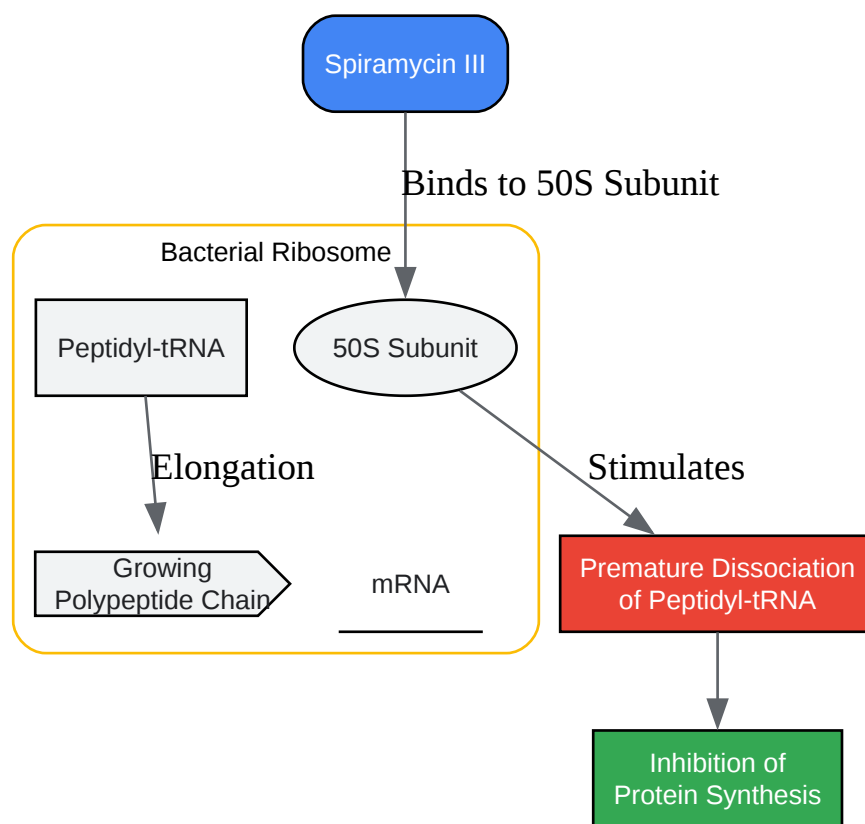 Spiramycin III
Binds to 50S Subunit
Bacterial Ribosome
Peptidyl-tRNA
50S Subunit
Elongation
Stimulates
Growing
Polypeptide Chain
mRNA
Premature Dissociation
of Peptidyl-tRNA
Inhibition of
Protein Synthesis